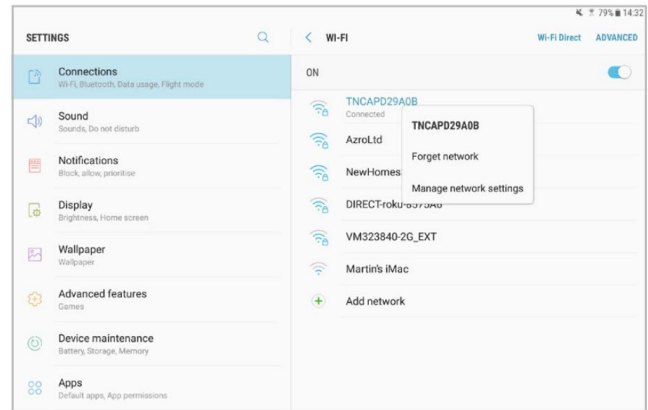 79% 14:32
SETTINGS
Connections
Wi-Fi, Bluetooth, Data usage, Flight mode
Sound
Sounds, Do not disturb
Notifications
Block, allow, prioritise
Display
Brightness, Home screen
Wallpaper
Wallpaper
Advanced features
Games
Device maintenance
Battery, Storage, Memory
Apps
Default apps, App permissions
WI-FI
Wi-Fi Direct ADVANCED
ON
TNCAPD29A0B
Connected
TNCAPD29A0B
Forget network
Manage network settings
AzroLtd
NewHomes
DIRECT-roku-
VM323840-2G_EXT
Martin's iMac
Add network